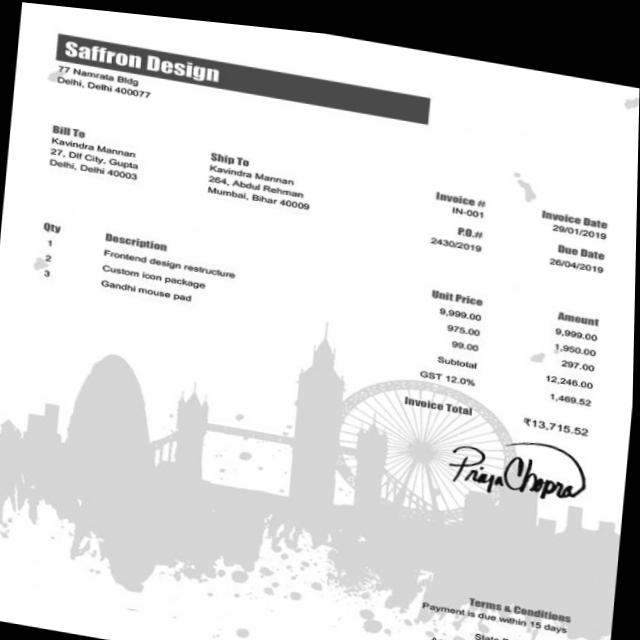 Saffron Design
77 Namrata Bldg
Delhi, Delhi 400077
Bill To
Kavindra Mannan
27, Dlf City, Gupta
Delhi, Delhi 40003
Ship To
Kavindra Mannan
264, Abdul Rehman
Mumbai, Bihar 40009
Invoice #
IN-001
P.O.#
2430/2019
Invoice Date
29/01/2019
Due Date
26/04/2019
Qty Description Unit Price Amount
1 Frontend design restructure 9,999.00 9,999.00
2 Custom icon package 975.00 1,950.00
3 Gandhi mouse pad 99.00 297.00
Subtotal 12,246.00
GST 12.0% 1,469.52
Invoice Total ₹13,715.52
Priya Chopra
Terms & Conditions
Payment is due within 15 days
State